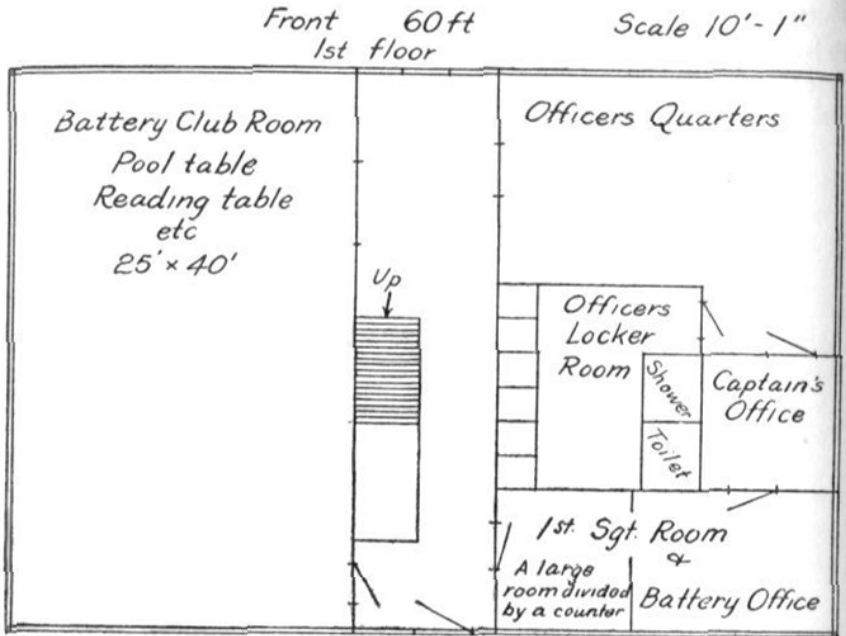 Front 60ft Scale 10'-1"
1st floor
Battery Club Room
Pool table
Reading table
etc
25' × 40'
Up
Officers Quarters
Officers
Locker
Room
Shower
Toilet
Captain's
Office
1st. Sgt. Room
&
A large
room divided
by a counter
Battery Office